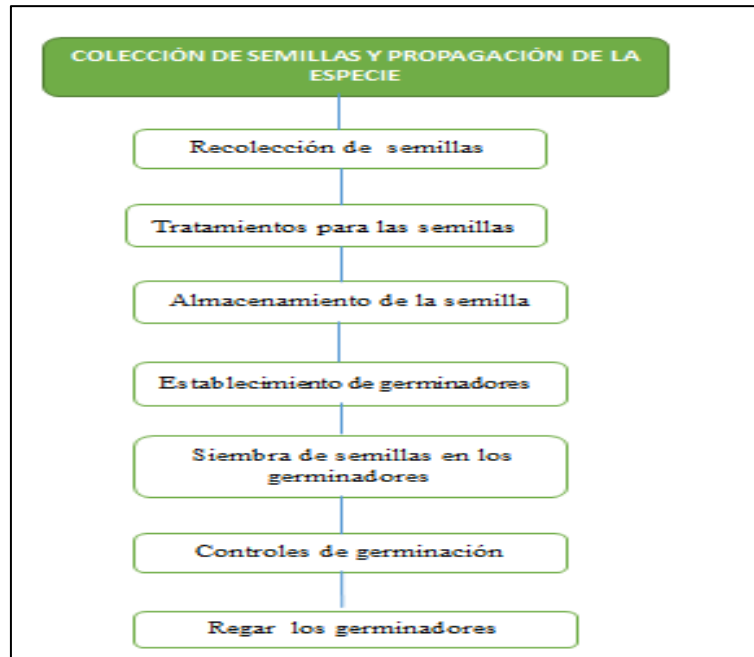 COLECCIÓN DE SEMILLAS Y PROPAGACIÓN DE LA
ESPECIE
Recolección de semillas
Tratamientos para las semillas
Almacenamiento de la semilla
Establecimiento de germinadores
Siembra de semillas en los
germinadores
Controles de germinación
Regar los germinadores